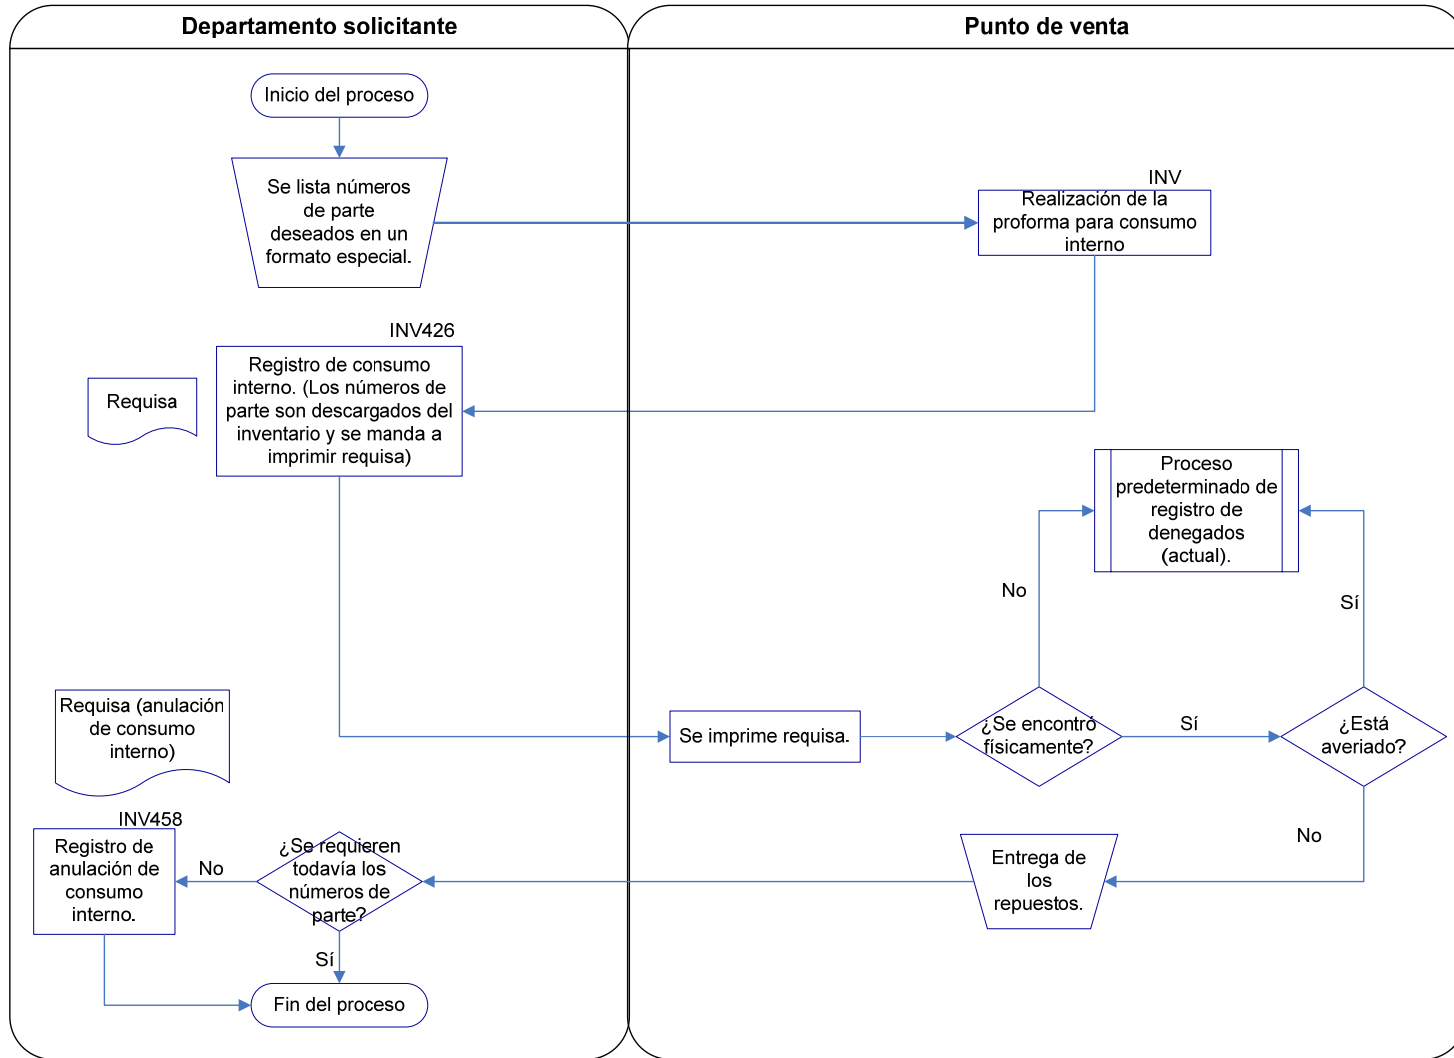 Departamento solicitante
Punto de venta
Inicio del proceso
Se lista números
de parte
deseados en un
formato especial.
INV
Realización de la
proforma para consumo
interno
INV426
Registro de consumo
interno. (Los números de
parte son descargados del
inventario y se manda a
imprimir requisa)
Requisa
Proceso
predeterminado de
registro de
denegados
(actual).
No
Sí
Requisa (anulación
de consumo
interno)
Se imprime requisa.
¿Se encontró
físicamente?
Sí
¿Está
averiado?
No
INV458
Registro de
anulación de
consumo
interno.
No
¿Se requieren
todavía los
números de
parte?
Entrega de
los
repuestos.
Sí
Fin del proceso